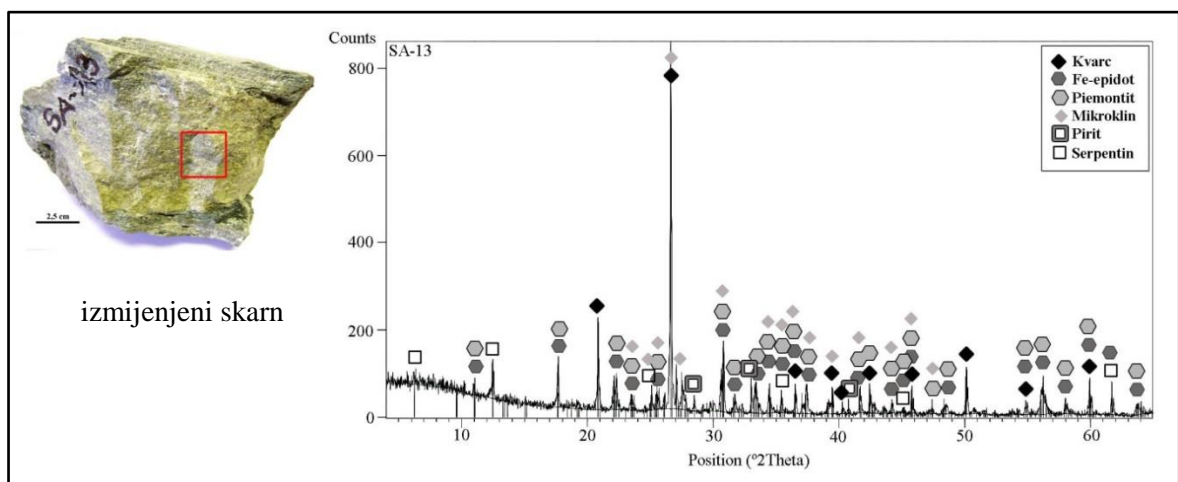 SA-13
2,5 cm
izmijenjeni skarn
Counts
SA-13
800
600
400
200
0
10
20
30
40
50
60
Position (°2Theta)
Kvarc
Fe-epidot
Piemontit
Mikroklin
Pirit
Serpentin